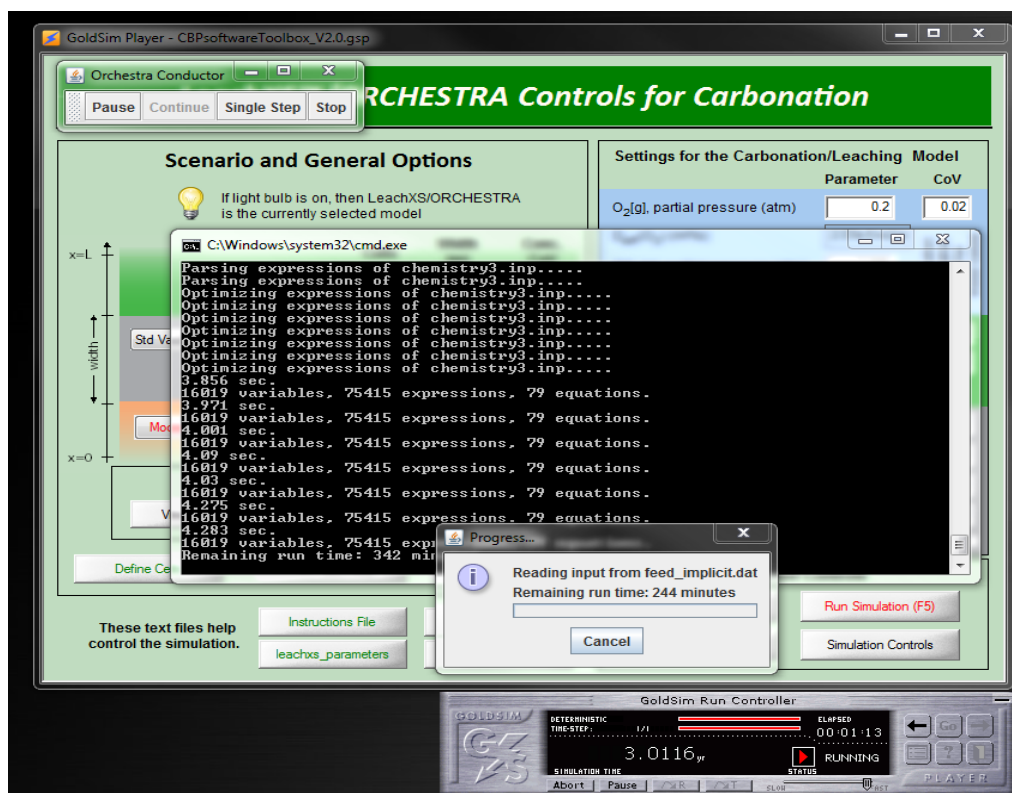 GoldSim Player - CBPsoftwareToolbox_V2.0.gsp
Orchestra Conductor
Pause Continue Single Step Stop
RCHESTRA Controls for Carbonation
Scenario and General Options
If light bulb is on, then LeachXS/ORCHESTRA
is the currently selected model
Settings for the Carbonation/Leaching Model
Parameter CoV
O2[g], partial pressure (atm) 0.2 0.02
x=L
width
x=0
Std Va
Mo
V
Define Ce
C:\Windows\system32\cmd.exe
Parsing expressions of chemistry3.inp.....
Parsing expressions of chemistry3.inp.....
Optimizing expressions of chemistry3.inp.....
Optimizing expressions of chemistry3.inp.....
Optimizing expressions of chemistry3.inp.....
Optimizing expressions of chemistry3.inp.....
Optimizing expressions of chemistry3.inp.....
Optimizing expressions of chemistry3.inp.....
Optimizing expressions of chemistry3.inp.....
3.856 sec.
16019 variables, 75415 expressions, 79 equations.
3.971 sec.
16019 variables, 75415 expressions, 79 equations.
4.001 sec.
16019 variables, 75415 expressions, 79 equations.
4.09 sec.
16019 variables, 75415 expressions, 79 equations.
4.03 sec.
16019 variables, 75415 expressions, 79 equations.
4.275 sec.
16019 variables, 75415 expressions, 79 equations.
4.283 sec.
16019 variables, 75415 exp
Remaining run time: 342 min
Progress...
Reading input from feed_implicit.dat
Remaining run time: 244 minutes
Cancel
These text files help
control the simulation.
Instructions File
leachxs_parameters
Run Simulation (F5)
Simulation Controls
GoldSim Run Controller
GOLDSIM
DETERMINISTIC
TIME-STEP: 1/1
ELAPSED
00:01:13
3.0116 yr
RUNNING
SIMULATION TIME
STATUS
Abort Pause R T SLOW FAST
Go
PLAYER